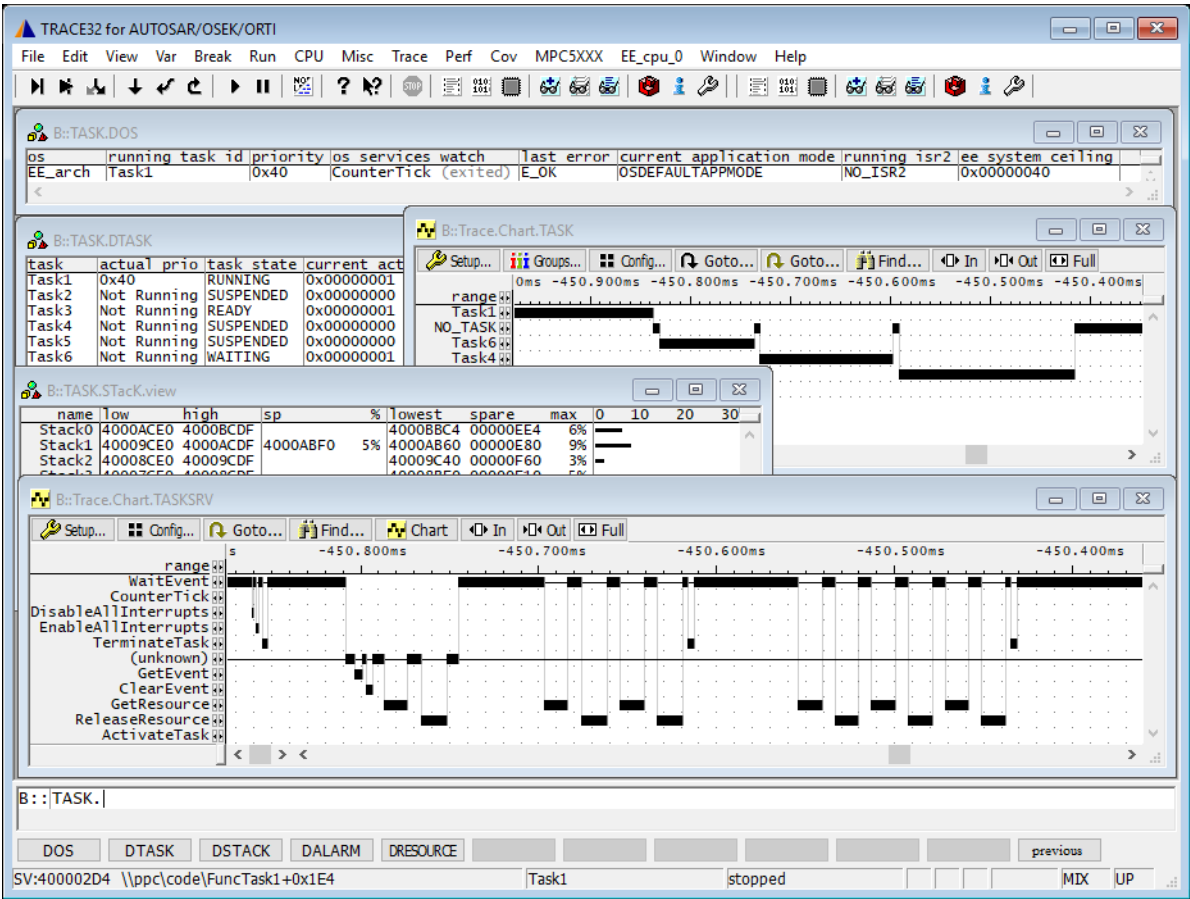 TRACE32 for AUTOSAR/OSEK/ORTI
File Edit View Var Break Run CPU Misc Trace Perf Cov MPC5XXX EE_cpu_0 Window Help
B::TASK.DOS
os running task id priority os services watch last error current application mode running isr2 ee system ceiling
EE_arch Task1 0x40 CounterTick (exited) E_OK OSDEFAULTAPPMODE NO_ISR2 0x00000040
B::TASK.DTASK
task actual prio task state current act
Task1 0x40 RUNNING 0x00000001
Task2 Not Running SUSPENDED 0x00000000
Task3 Not Running READY 0x00000001
Task4 Not Running SUSPENDED 0x00000000
Task5 Not Running SUSPENDED 0x00000000
Task6 Not Running WAITING 0x00000001
B::Trace.Chart.TASK
Setup... Groups... Config... Goto... Goto... Find... In Out Full
0ms -450.900ms -450.800ms -450.700ms -450.600ms -450.500ms -450.400ms
range
Task1
NO_TASK
Task6
Task4
B::TASK.STacK.view
name low high sp % lowest spare max 0 10 20 30
Stack0 4000ACE0 4000BCDF 4000BBC4 00000EE4 6%
Stack1 40009CE0 4000ACDF 4000ABF0 5% 4000AB60 00000E80 9%
Stack2 40008CE0 40009CDF 40009C40 00000F60 3%
B::Trace.Chart.TASKSRV
Setup... Config... Goto... Find... Chart In Out Full
s -450.800ms -450.700ms -450.600ms -450.500ms -450.400ms
range
WaitEvent
CounterTick
DisableAllInterrupts
EnableAllInterrupts
TerminateTask
(unknown)
GetEvent
ClearEvent
GetResource
ReleaseResource
ActivateTask
B::TASK.
DOS DTASK DSTACK DALARM DRESOURCE previous
SV:400002D4 \\ppc\code\FuncTask1+0x1E4 Task1 stopped MIX UP